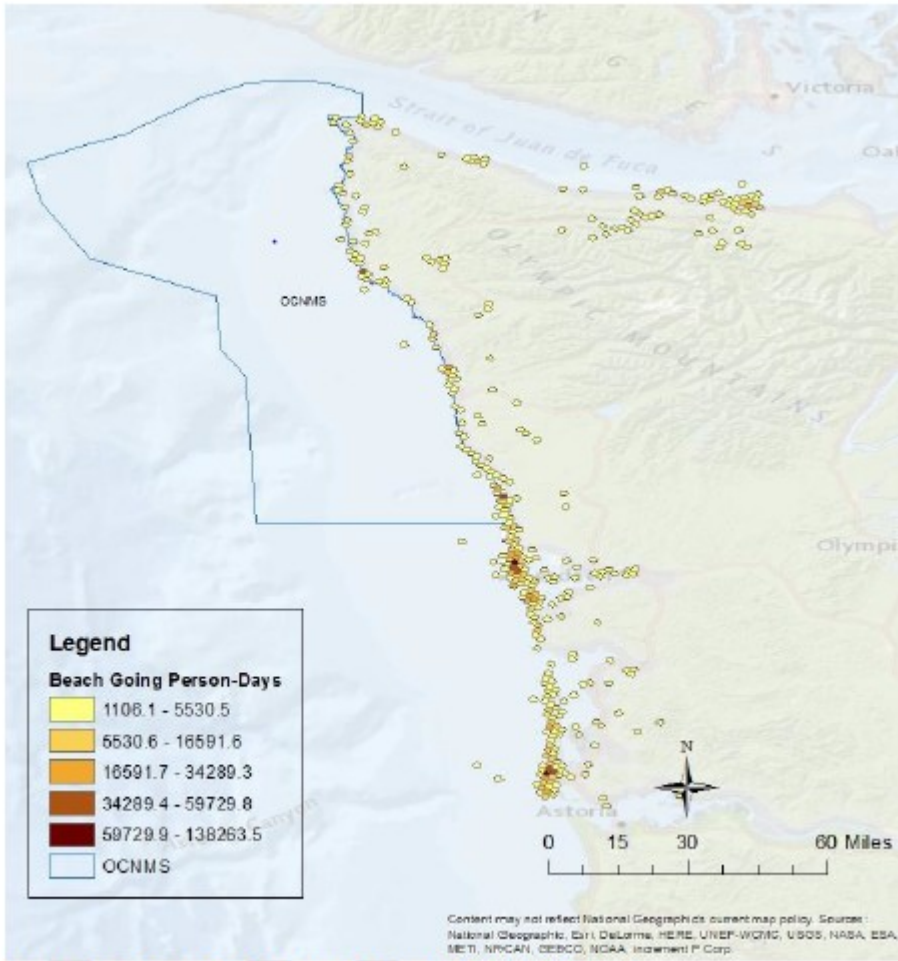 Victoria
Strait of Juan de Fuca
OLYMPIC MOUNTAINS
OCNMS
Olympi
Legend
Beach Going Person-Days
1106.1 - 5530.5
5530.6 - 16591.6
16591.7 - 34289.3
34289.4 - 59729.8
59729.9 - 138263.5
OCNMS
Canyon
N
Astoria
0 15 30 60 Miles
Content may not reflect National Geographic's current map policy. Sources:
National Geographic, Esri, DeLorme, HERE, UNEP-WCMC, USGS, NASA, ESA,
METI, NRCAN, GEBCO, NOAA, increment P Corp.